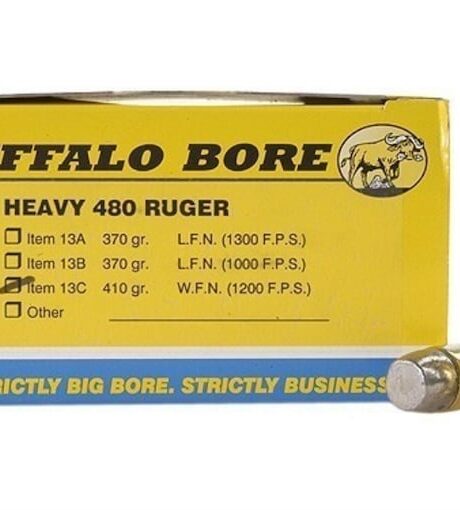 FFALO BORE
HEAVY 480 RUGER
Item 13A 370 gr. L.F.N. (1300 F.P.S.)
Item 13B 370 gr. L.F.N. (1000 F.P.S.)
Item 13C 410 gr. W.F.N. (1200 F.P.S.)
Other
RICTLY BIG BORE. STRICTLY BUSINESS